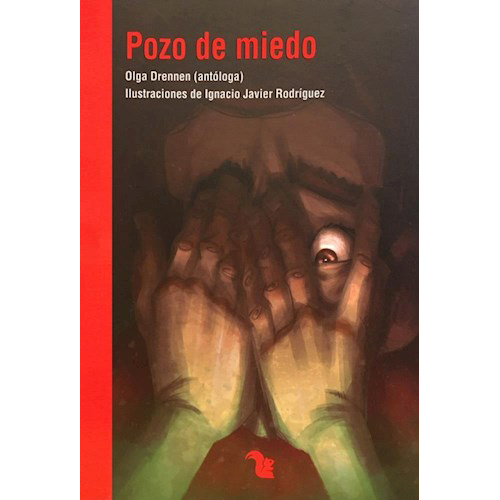 Pozo de miedo
Olga Drennen (antóloga)
Ilustraciones de Ignacio Javier Rodríguez